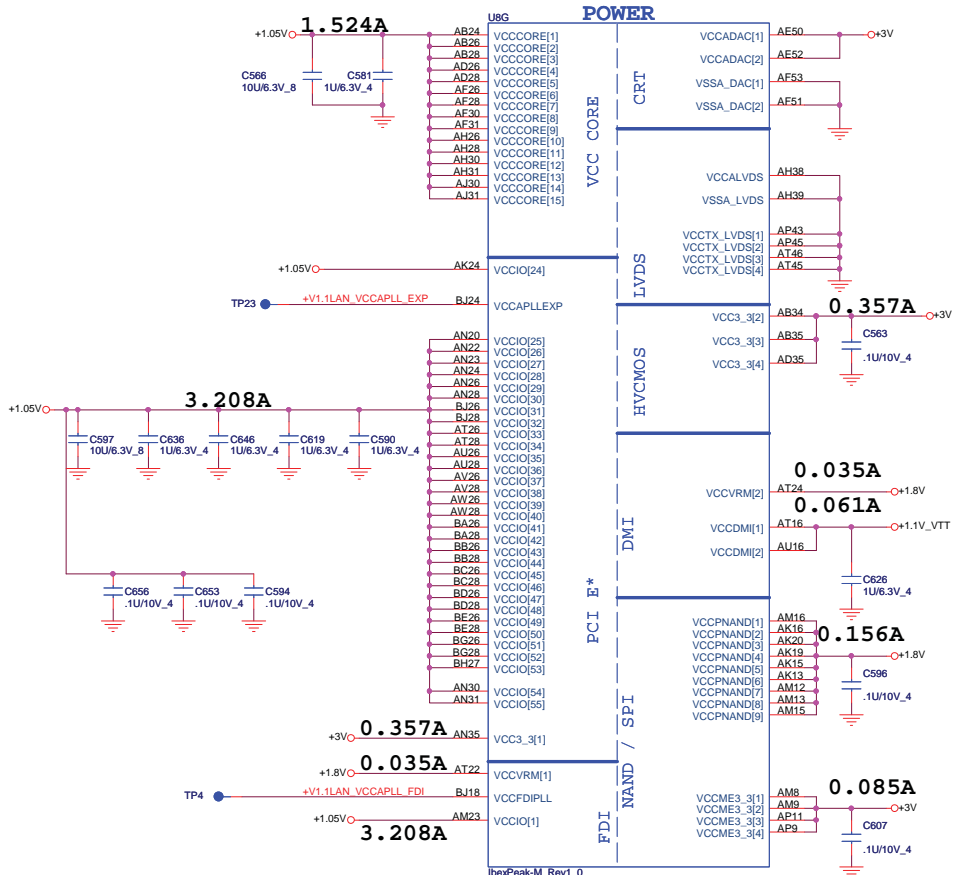 U8G
POWER
+1.05V 1.524A
C566 10U/6.3V_8
C581 1U/6.3V_4
AB24 VCCCORE[1]
AB26 VCCCORE[2]
AB28 VCCCORE[3]
AD26 VCCCORE[4]
AD28 VCCCORE[5]
AF26 VCCCORE[6]
AF28 VCCCORE[7]
AF30 VCCCORE[8]
AF31 VCCCORE[9]
AH26 VCCCORE[10]
AH28 VCCCORE[11]
AH30 VCCCORE[12]
AH31 VCCCORE[13]
AJ30 VCCCORE[14]
AJ31 VCCCORE[15]
VCC CORE
CRT
VCCADAC[1] AE50 +3V
VCCADAC[2] AE52
VSSA_DAC[1] AF53
VSSA_DAC[2] AF51
LVDS
VCCALVDS AH38
VSSA_LVDS AH39
VCCTX_LVDS[1] AP43
VCCTX_LVDS[2] AP45
VCCTX_LVDS[3] AT46
VCCTX_LVDS[4] AT45
+1.05V AK24 VCCIO[24]
TP23 +V1.1LAN_VCCAPLL_EXP BJ24 VCCAPLLEXP
HVCMOS
VCC3_3[2] AB34 0.357A +3V
VCC3_3[3] AB35
VCC3_3[4] AD35
C563 .1U/10V_4
+1.05V 3.208A
C597 10U/6.3V_8
C636 1U/6.3V_4
C646 1U/6.3V_4
C619 1U/6.3V_4
C590 1U/6.3V_4
C656 .1U/10V_4
C653 .1U/10V_4
C594 .1U/10V_4
AN20 VCCIO[25]
AN22 VCCIO[26]
AN23 VCCIO[27]
AN24 VCCIO[28]
AN26 VCCIO[29]
AN28 VCCIO[30]
BJ26 VCCIO[31]
BJ28 VCCIO[32]
AT26 VCCIO[33]
AT28 VCCIO[34]
AU26 VCCIO[35]
AU28 VCCIO[36]
AV26 VCCIO[37]
AV28 VCCIO[38]
AW26 VCCIO[39]
AW28 VCCIO[40]
BA26 VCCIO[41]
BA28 VCCIO[42]
BB26 VCCIO[43]
BB28 VCCIO[44]
BC26 VCCIO[45]
BC28 VCCIO[46]
BD26 VCCIO[47]
BD28 VCCIO[48]
BE26 VCCIO[49]
BE28 VCCIO[50]
BG26 VCCIO[51]
BG28 VCCIO[52]
BH27 VCCIO[53]
AN30 VCCIO[54]
AN31 VCCIO[55]
PCI E*
DMI
VCCVRM[2] AT24 0.035A +1.8V
VCCDMI[1] AT16 0.061A +1.1V_VTT
VCCDMI[2] AU16
C626 1U/6.3V_4
NAND / SPI
VCCPNAND[1] AM16
VCCPNAND[2] AK16
VCCPNAND[3] AK20
VCCPNAND[4] AK19 0.156A +1.8V
VCCPNAND[5] AK15
VCCPNAND[6] AK13
VCCPNAND[7] AM12
VCCPNAND[8] AM13
VCCPNAND[9] AM15
C596 .1U/10V_4
+3V 0.357A AN35 VCC3_3[1]
+1.8V 0.035A AT22 VCCVRM[1]
TP4 +V1.1LAN_VCCAPLL_FDI BJ18 VCCFDIPLL
+1.05V 3.208A AM23 VCCIO[1]
FDI
VCCME3_3[1] AM8
VCCME3_3[2] AM9 0.085A +3V
VCCME3_3[3] AP11
VCCME3_3[4] AP9
C607 .1U/10V_4
IbexPeak-M_Rev1_0